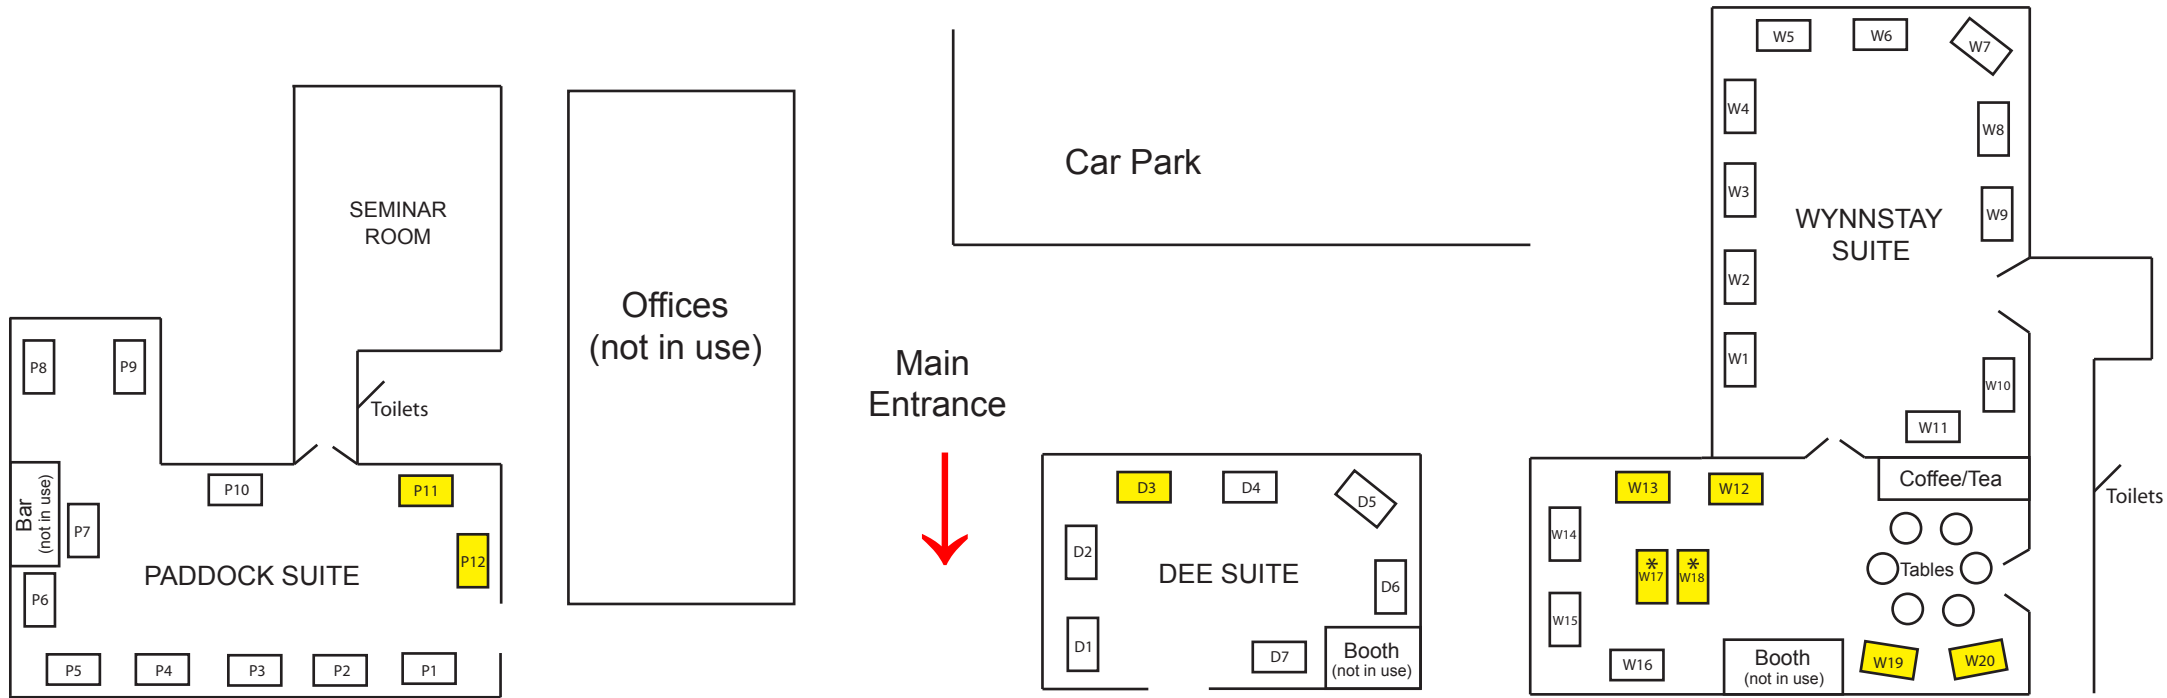 SEMINAR
ROOM
Toilets
P8
P9
P10
P11
P12
Bar
(not in use)
P7
P6
PADDOCK SUITE
P5
P4
P3
P2
P1
Offices
(not in use)
Main
Entrance
Car Park
D3
D4
D5
D2
DEE SUITE
D6
D1
D7
Booth
(not in use)
W5
W6
W7
W4
W8
W3
W9
WYNNSTAY
SUITE
W2
W1
W10
W11
Coffee/Tea
W13
W12
W14
*
W17
*
W18
Tables
W15
W16
Booth
(not in use)
W19
W20
Toilets